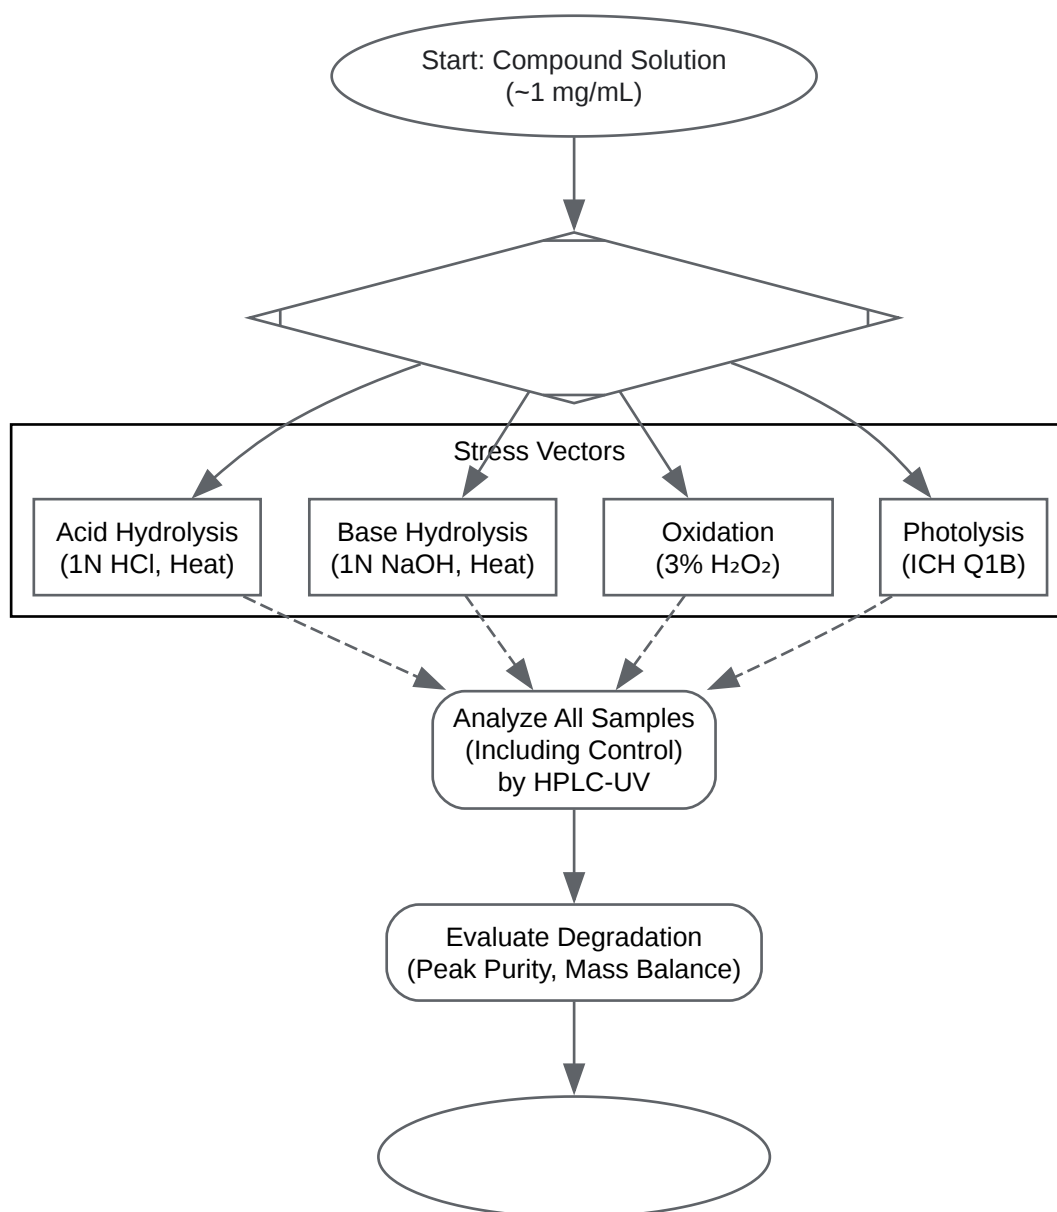 Start: Compound Solution
(~1 mg/mL)
Stress Vectors
Acid Hydrolysis
(1N HCl, Heat)
Base Hydrolysis
(1N NaOH, Heat)
Oxidation
(3% H₂O₂)
Photolysis
(ICH Q1B)
Analyze All Samples
(Including Control)
by HPLC-UV
Evaluate Degradation
(Peak Purity, Mass Balance)